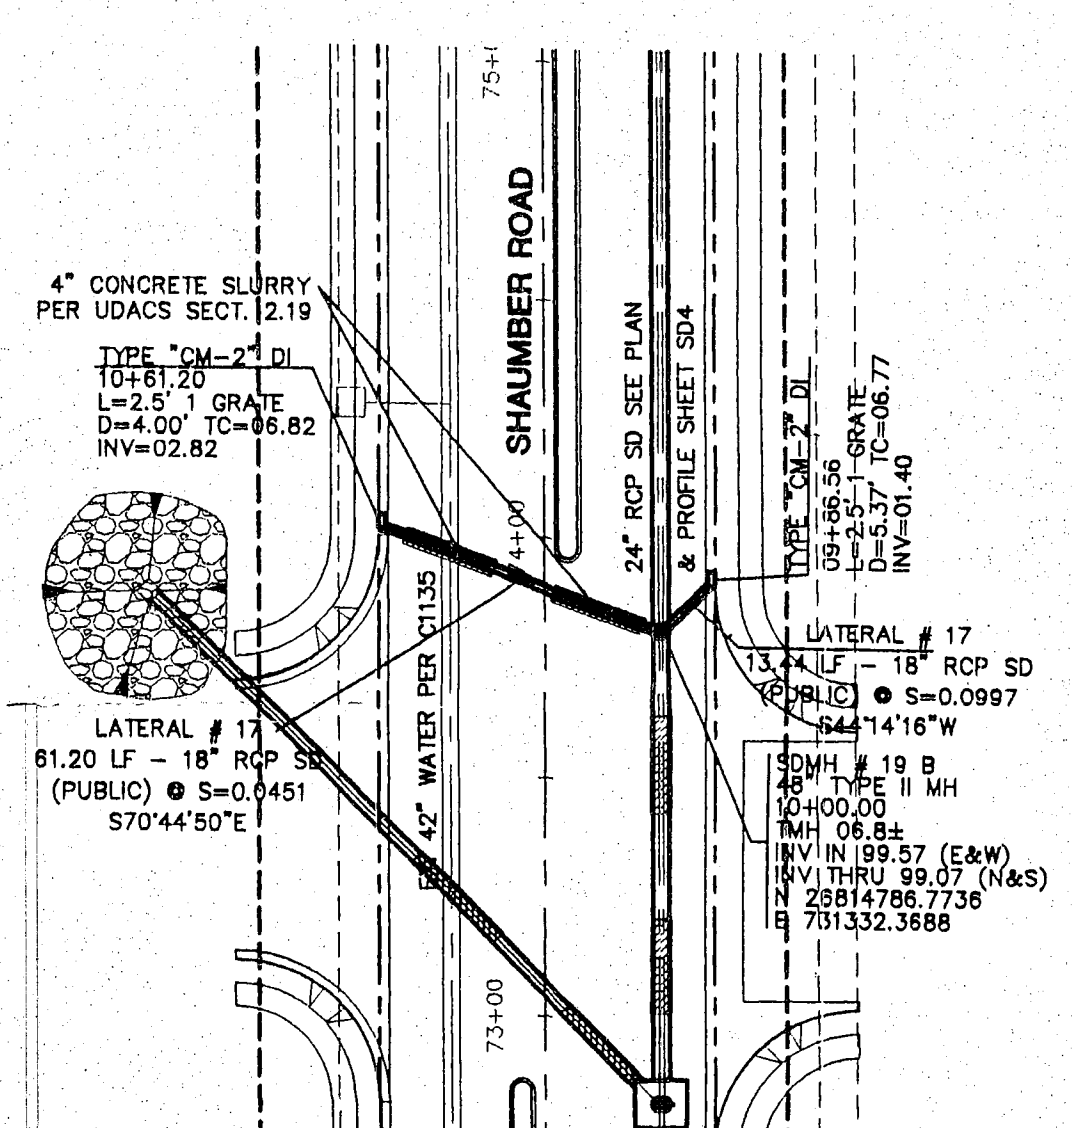 75+
SHAUMBER ROAD
4" CONCRETE SLURRY
PER UDACS SECT. 2.19
TYPE "CM-2" DI
10+61.20
L=2.5' 1 GRATE
D=4.00' TC=06.82
INV=02.82
24" RCP SD SEE PLAN
& PROFILE SHEET SD4
TYPE "CM-2" DI
09+86.56
L=2.5' 1 GRATE
D=5.37' TC=06.77
INV=01.40
4+00
42" WATER PER C1135
LATERAL # 17
13.44 LF - 18" RCP SD
(PUBLIC) @ S=0.0997
S44°14'16"W
LATERAL # 17
61.20 LF - 18" RCP SD
(PUBLIC) @ S=0.0451
S70°44'50"E
SDMH # 19 B
48" TYPE II MH
10+00.00
TMH 06.8±
INV IN 99.57 (E&W)
INV THRU 99.07 (N&S)
N 26814786.7736
E 731332.3688
73+00